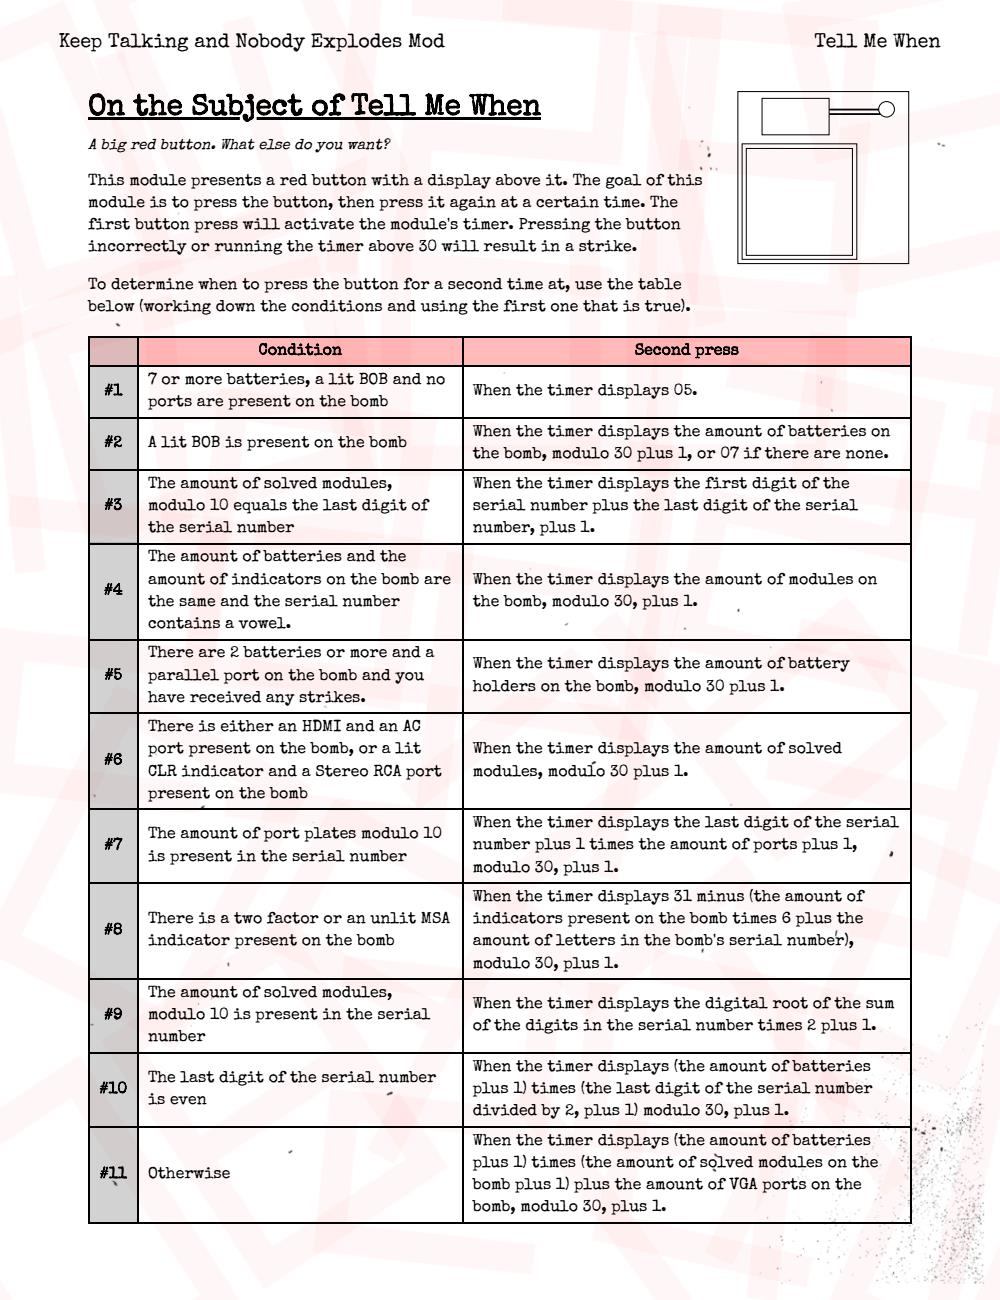 Keep Talking and Nobody Explodes Mod
Tell Me When
On the Subject of Tell Me When
A big red button. What else do you want?
This module presents a red button with a display above it. The goal of this
module is to press the button, then press it again at a certain time. The
first button press will activate the module's timer. Pressing the button
incorrectly or running the timer above 30 will result in a strike.
To determine when to press the button for a second time at, use the table
below (working down the conditions and using the first one that is true).
Condition
Second press
#1
7 or more batteries, a lit BOB and no
ports are present on the bomb
When the timer displays 05.
#2
A lit BOB is present on the bomb
When the timer displays the amount of batteries on
the bomb, modulo 30 plus 1, or 07 if there are none.
#3
The amount of solved modules,
modulo 10 equals the last digit of
the serial number
When the timer displays the first digit of the
serial number plus the last digit of the serial
number, plus 1.
#4
The amount of batteries and the
amount of indicators on the bomb are
the same and the serial number
contains a vowel.
When the timer displays the amount of modules on
the bomb, modulo 30, plus 1.
#5
There are 2 batteries or more and a
parallel port on the bomb and you
have received any strikes.
When the timer displays the amount of battery
holders on the bomb, modulo 30 plus 1.
#6
There is either an HDMI and an AC
port present on the bomb, or a lit
CLR indicator and a Stereo RCA port
present on the bomb
When the timer displays the amount of solved
modules, modulo 30 plus 1.
#7
The amount of port plates modulo 10
is present in the serial number
When the timer displays the last digit of the serial
number plus 1 times the amount of ports plus 1,
modulo 30, plus 1.
#8
There is a two factor or an unlit MSA
indicator present on the bomb
When the timer displays 31 minus (the amount of
indicators present on the bomb times 6 plus the
amount of letters in the bomb's serial number),
modulo 30, plus 1.
#9
The amount of solved modules,
modulo 10 is present in the serial
number
When the timer displays the digital root of the sum
of the digits in the serial number times 2 plus 1.
#10
The last digit of the serial number
is even
When the timer displays (the amount of batteries
plus 1) times (the last digit of the serial number
divided by 2, plus 1) modulo 30, plus 1.
#11
Otherwise
When the timer displays (the amount of batteries
plus 1) times (the amount of solved modules on the
bomb plus 1) plus the amount of VGA ports on the
bomb, modulo 30, plus 1.